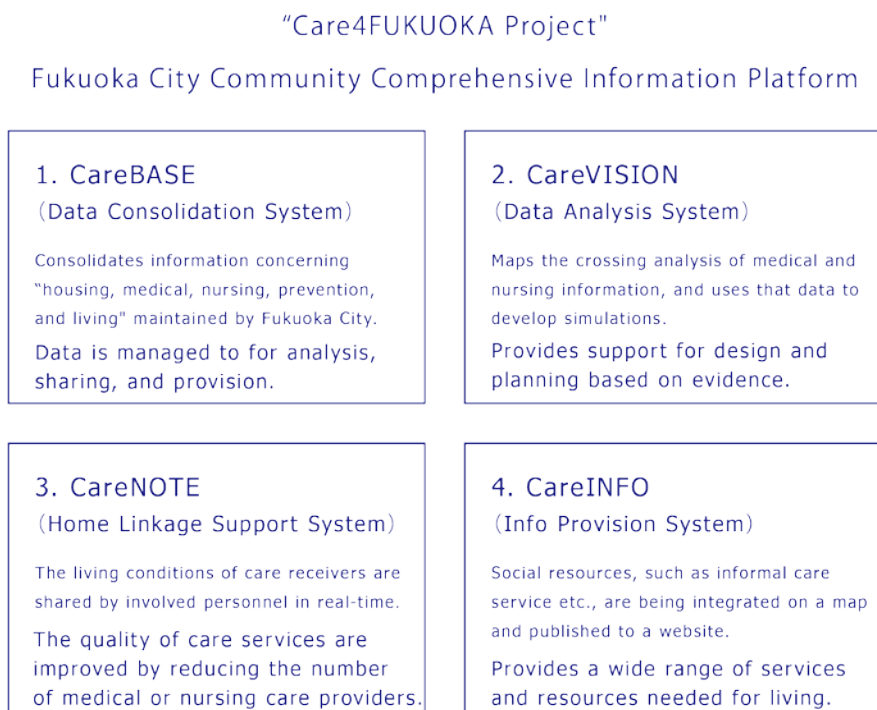 “Care4FUKUOKA Project"
Fukuoka City Community Comprehensive Information Platform
1. CareBASE
(Data Consolidation System)
Consolidates information concerning
“housing, medical, nursing, prevention,
and living" maintained by Fukuoka City.
Data is managed to for analysis,
sharing, and provision.
2. CareVISION
(Data Analysis System)
Maps the crossing analysis of medical and
nursing information, and uses that data to
develop simulations.
Provides support for design and
planning based on evidence.
3. CareNOTE
(Home Linkage Support System)
The living conditions of care receivers are
shared by involved personnel in real-time.
The quality of care services are
improved by reducing the number
of medical or nursing care providers.
4. CareINFO
(Info Provision System)
Social resources, such as informal care
service etc., are being integrated on a map
and published to a website.
Provides a wide range of services
and resources needed for living.